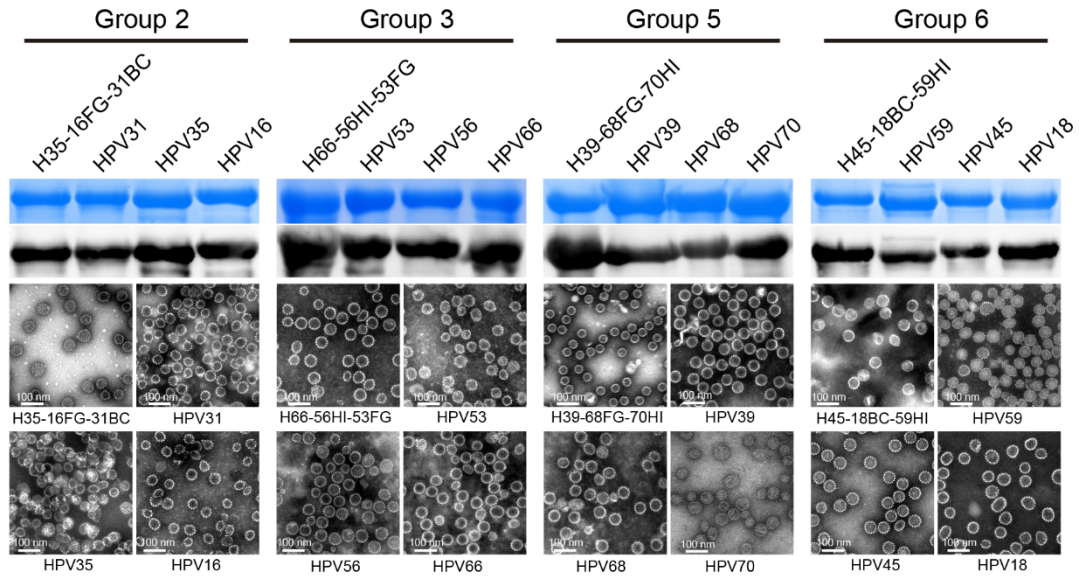 Group 2 Group 3 Group 5 Group 6
H35-16FG-31BC HPV31 HPV35 HPV16 H66-56HI-53FG HPV53 HPV56 HPV66 H39-68FG-70HI HPV39 HPV68 HPV70 H45-18BC-59HI HPV59 HPV45 HPV18
100 nm 100 nm 100 nm 100 nm 100 nm 100 nm 100 nm 100 nm
H35-16FG-31BC HPV31 H66-56HI-53FG HPV53 H39-68FG-70HI HPV39 H45-18BC-59HI HPV59
100 nm 100 nm 100 nm 100 nm 100 nm 100 nm 100 nm 100 nm
HPV35 HPV16 HPV56 HPV66 HPV68 HPV70 HPV45 HPV18